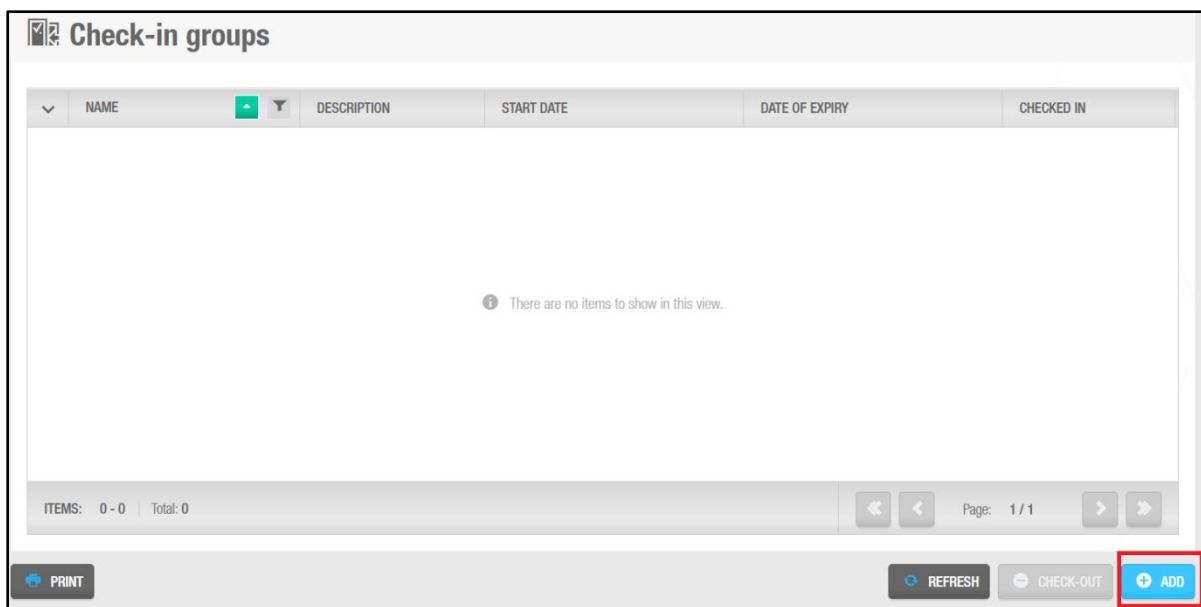 Check-in groups
NAME DESCRIPTION START DATE DATE OF EXPIRY CHECKED IN
There are no items to show in this view.
ITEMS: 0 - 0 Total: 0 Page: 1 / 1
PRINT REFRESH CHECK-OUT ADD